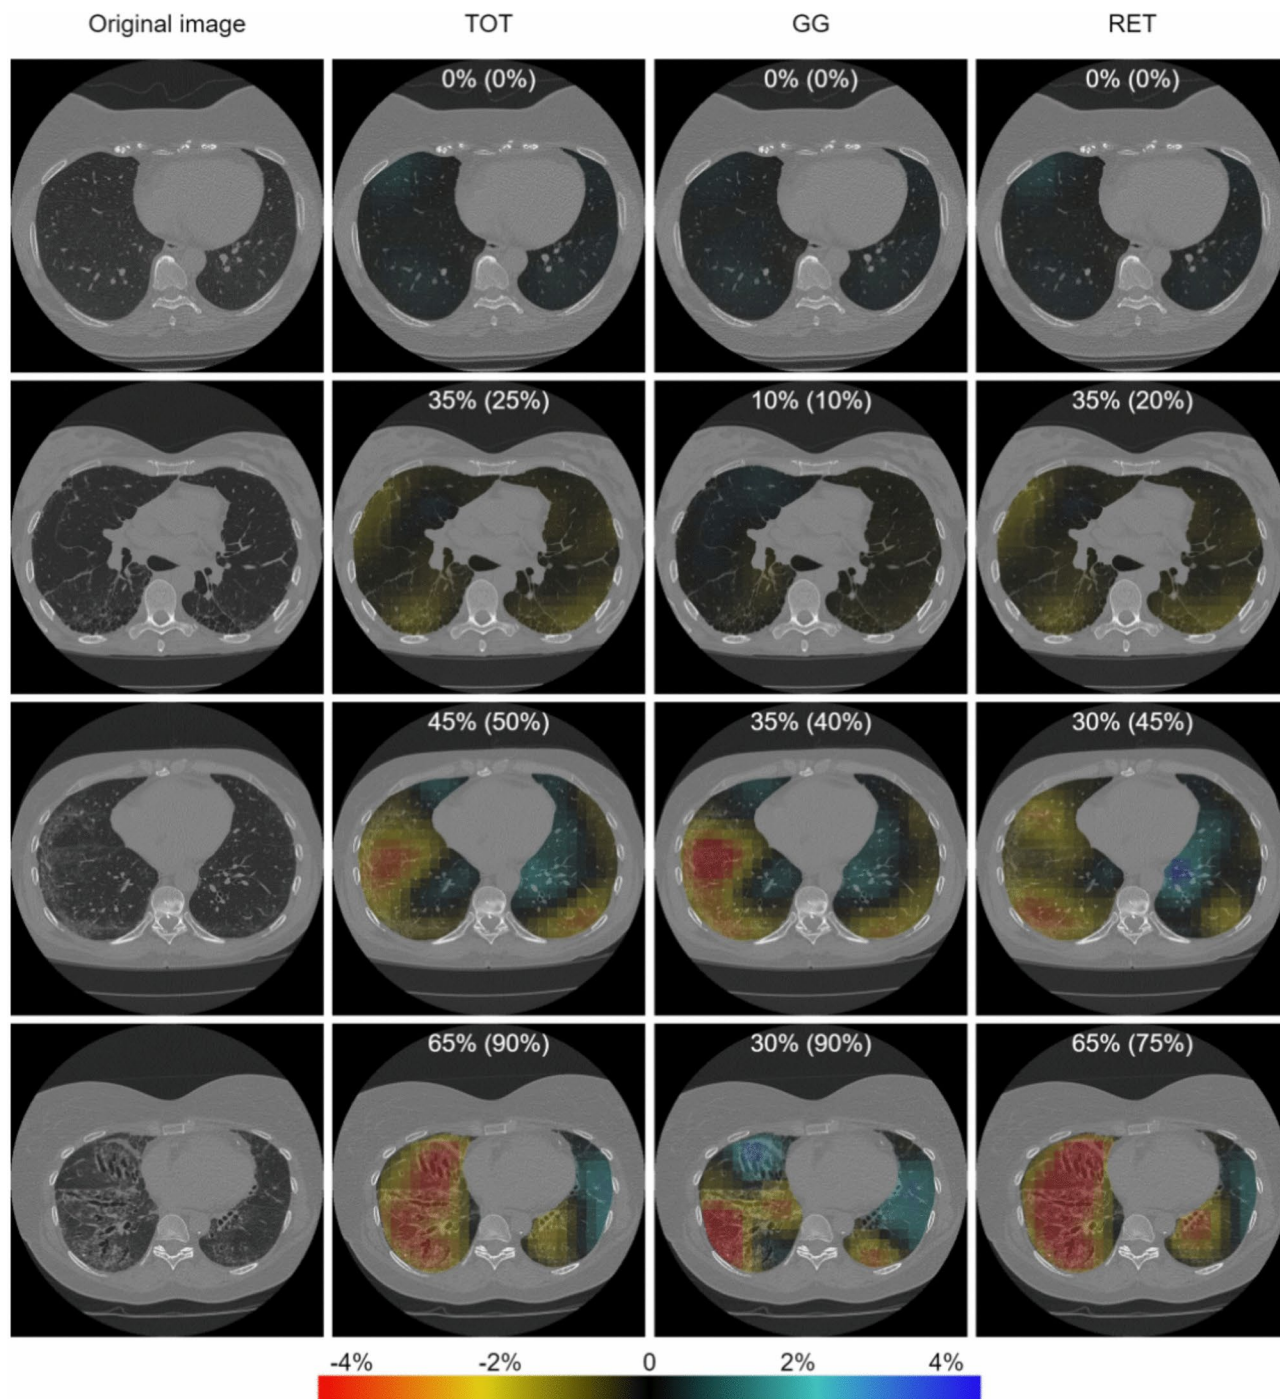 Original image TOT GG RET
0% (0%) 0% (0%) 0% (0%)
35% (25%) 10% (10%) 35% (20%)
45% (50%) 35% (40%) 30% (45%)
65% (90%) 30% (90%) 65% (75%)
-4% -2% 0 2% 4%